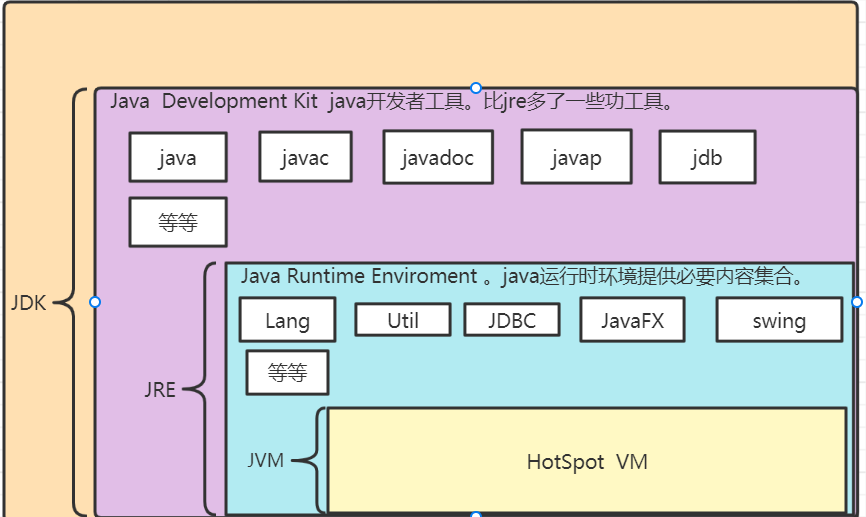 Java Development Kit java开发者工具。比jre多了一些功工具。
java
javac
javadoc
javap
jdb
等等
JDK
Java Runtime Enviroment 。java运行时环境提供必要内容集合。
Lang
Util
JDBC
JavaFX
swing
等等
JRE
JVM
HotSpot VM